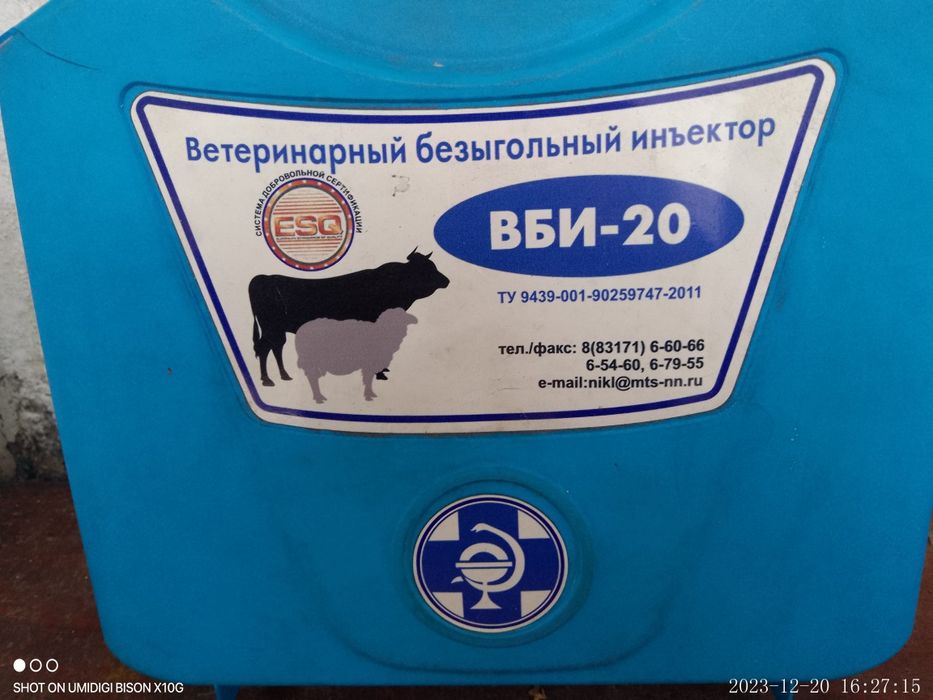 Ветеринарный безыгольный инъектор
СИСТЕМА ДОБРОВОЛЬНОЙ СЕРТИФИКАЦИИ
ESQ
ВБИ-20
ТУ 9439-001-90259747-2011
тел./факс: 8(83171) 6-60-66
6-54-60, 6-79-55
e-mail:nikl@mts-nn.ru
SHOT ON UMIDIGI BISON X10G
2023-12-20 16:27:15